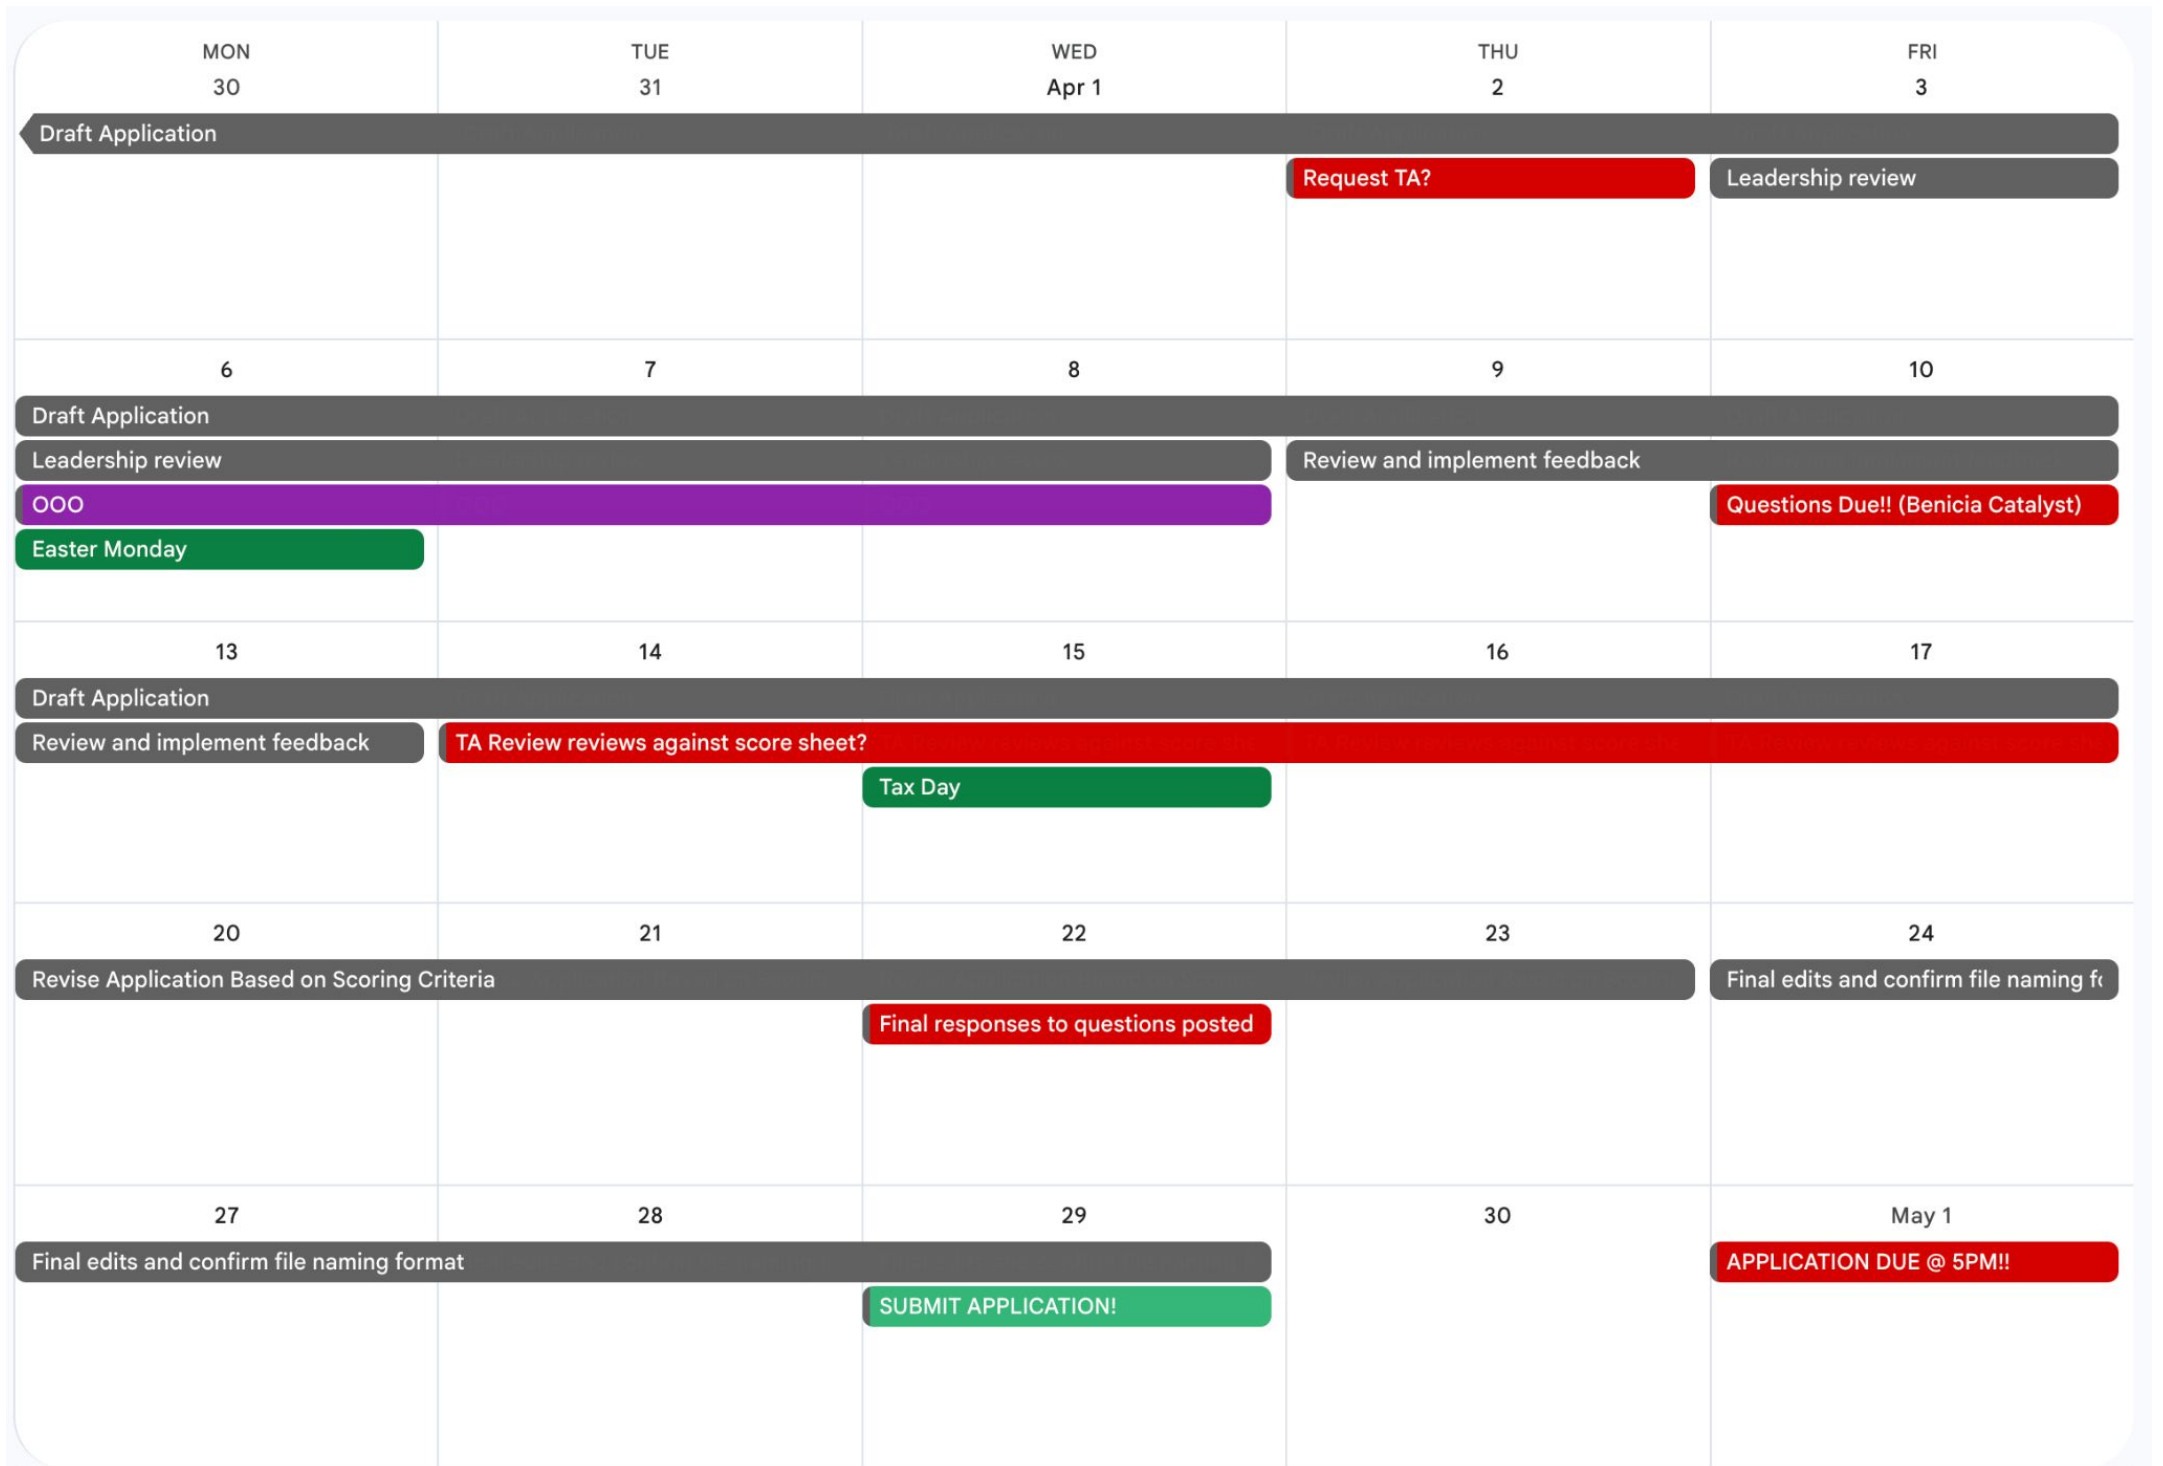 MON TUE WED THU FRI
30 31 Apr 1 2 3
Draft Application
Request TA? Leadership review
6 7 8 9 10
Draft Application
Leadership review Review and implement feedback
OOO Questions Due!! (Benicia Catalyst)
Easter Monday
13 14 15 16 17
Draft Application
Review and implement feedback TA Review reviews against score sheet?
Tax Day
20 21 22 23 24
Revise Application Based on Scoring Criteria Final edits and confirm file naming
Final responses to questions posted
27 28 29 30 May 1
Final edits and confirm file naming format APPLICATION DUE @ 5PM!!
SUBMIT APPLICATION!